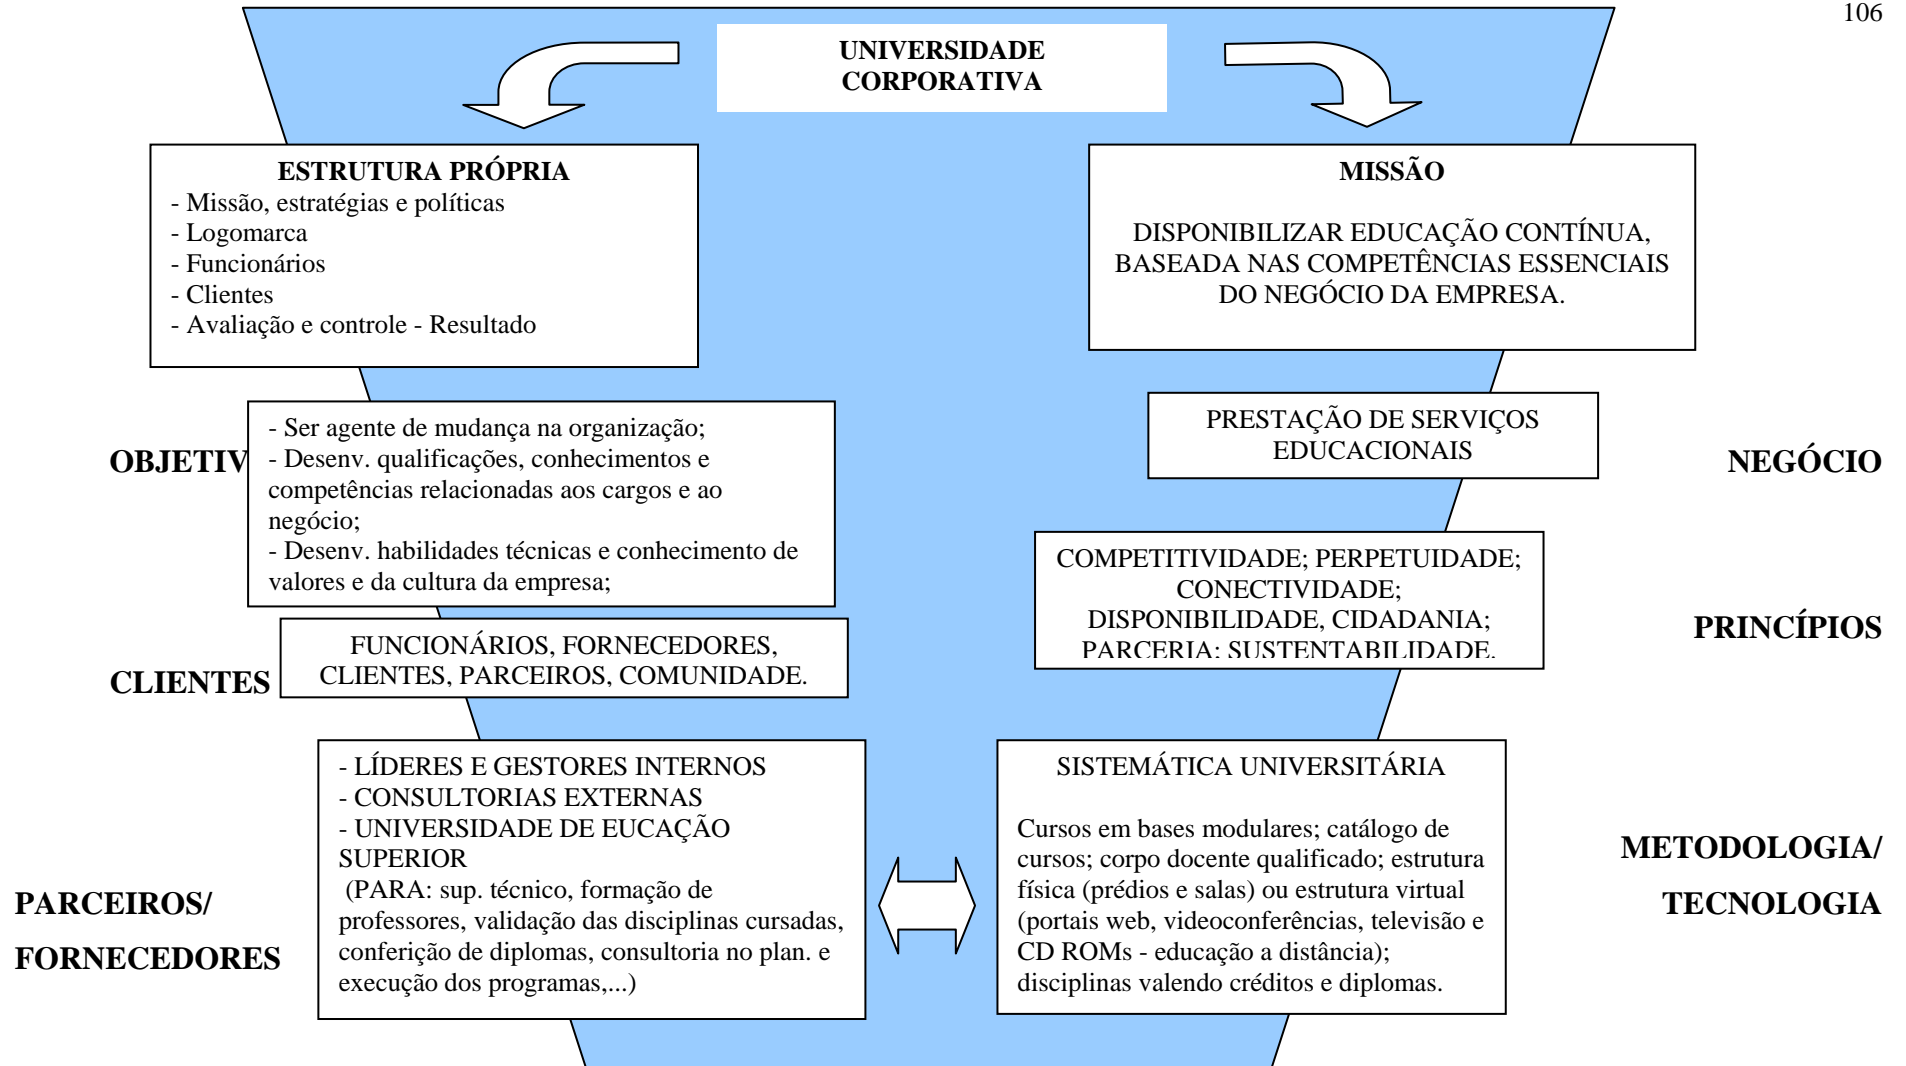 106
UNIVERSIDADE
CORPORATIVA
ESTRUTURA PRÓPRIA
- Missão, estratégias e políticas
- Logomarca
- Funcionários
- Clientes
- Avaliação e controle - Resultado
MISSÃO
DISPONIBILIZAR EDUCAÇÃO CONTÍNUA,
BASEADA NAS COMPETÊNCIAS ESSENCIAIS
DO NEGÓCIO DA EMPRESA.
OBJETIV
- Ser agente de mudança na organização;
- Desenv. qualificações, conhecimentos e
competências relacionadas aos cargos e ao
negócio;
- Desenv. habilidades técnicas e conhecimento de
valores e da cultura da empresa;
PRESTAÇÃO DE SERVIÇOS
EDUCACIONAIS
NEGÓCIO
COMPETITIVIDADE; PERPETUIDADE;
CONECTIVIDADE;
DISPONIBILIDADE, CIDADANIA;
PARCERIA; SUSTENTABILIDADE.
PRINCÍPIOS
CLIENTES
FUNCIONÁRIOS, FORNECEDORES,
CLIENTES, PARCEIROS, COMUNIDADE.
PARCEIROS/
FORNECEDORES
- LÍDERES E GESTORES INTERNOS
- CONSULTORIAS EXTERNAS
- UNIVERSIDADE DE EUCAÇÃO
SUPERIOR
(PARA: sup. técnico, formação de
professores, validação das disciplinas cursadas,
conferição de diplomas, consultoria no plan. e
execução dos programas,...)
SISTEMÁTICA UNIVERSITÁRIA
Cursos em bases modulares; catálogo de
cursos; corpo docente qualificado; estrutura
física (prédios e salas) ou estrutura virtual
(portais web, videoconferências, televisão e
CD ROMs - educação a distância);
disciplinas valendo créditos e diplomas.
METODOLOGIA/
TECNOLOGIA